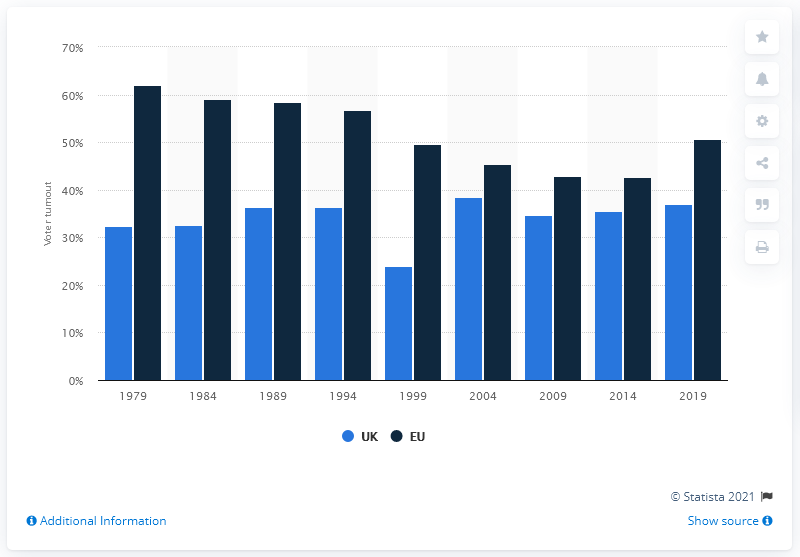 70%
60%
50%
40%
30%
20%
10%
0%
Voter turnout
1979 1984 1989 1994 1999 2004 2009 2014 2019
UK EU
© Statista 2021
Additional Information
Show source